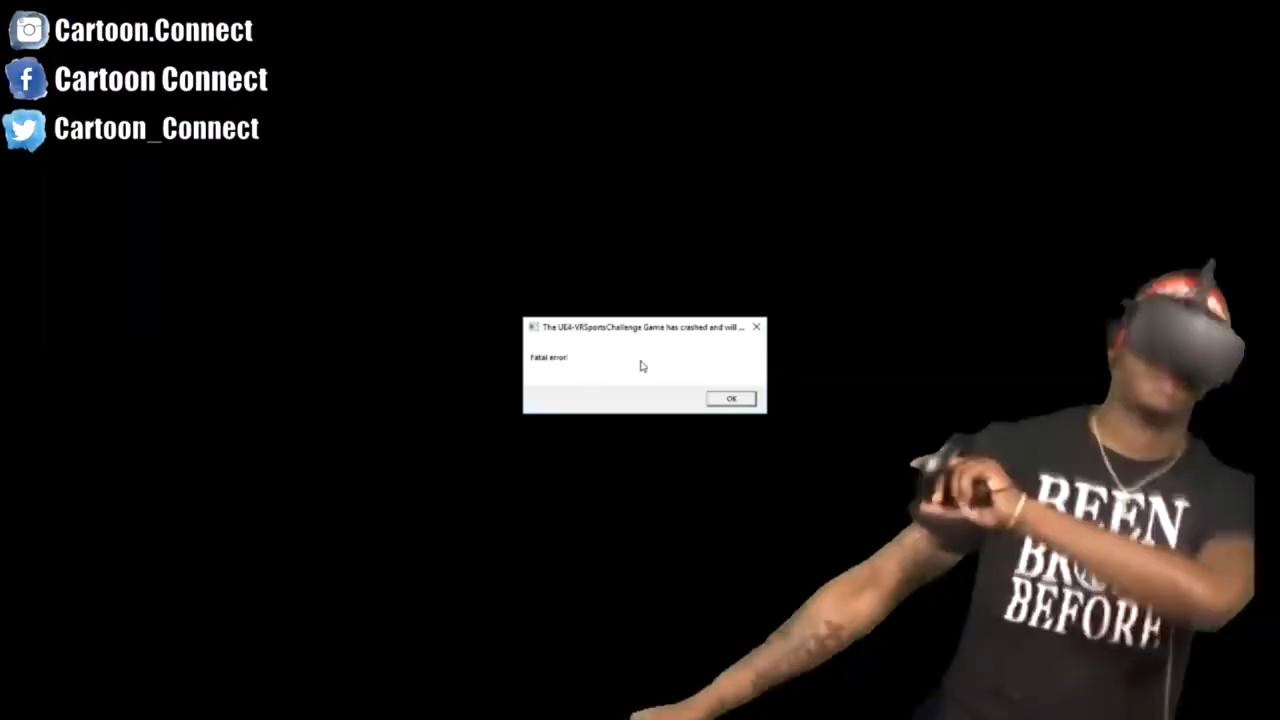 Cartoon.Connect
Cartoon Connect
Cartoon_Connect
The UE4-VRSportsChallenge Game has crashed and will ...
Fatal error!
OK
BEEN
BEFORE